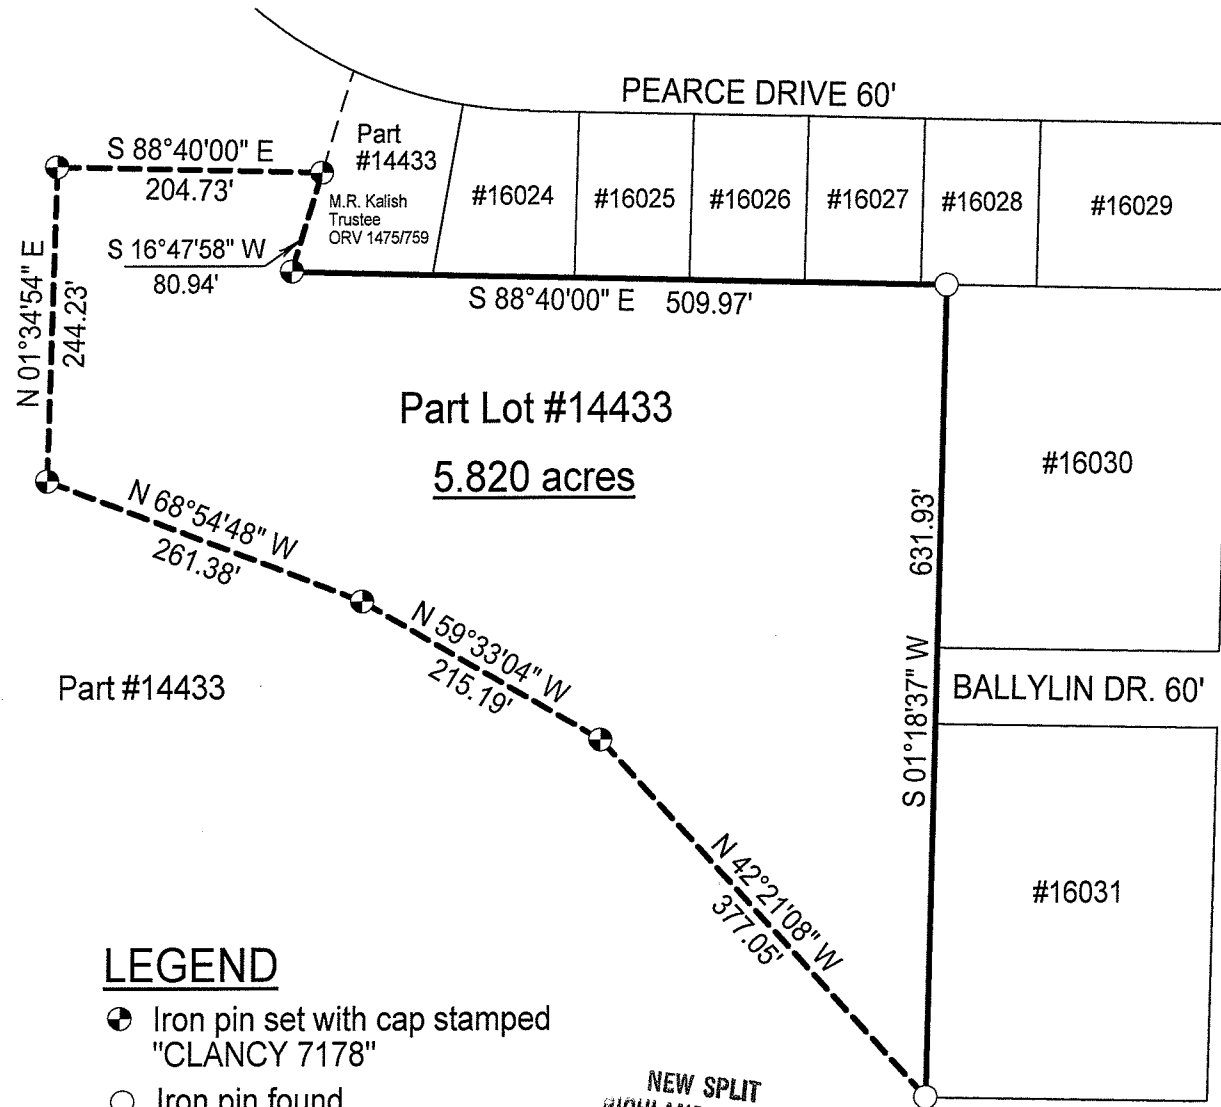 PEARCE DRIVE 60'
Part
#14433
M.R. Kalish
Trustee
ORV 1475/759
#16024
#16025
#16026
#16027
#16028
#16029
S 88°40'00" E
204.73'
S 16°47'58" W
80.94'
N 01°34'54" E
244.23'
S 88°40'00" E 509.97'
Part Lot #14433
5.820 acres
#16030
631.93'
S 01°18'37" W
N 68°54'48" W
261.38'
N 59°33'04" W
215.19'
Part #14433
BALLYLIN DR. 60'
N 42°21'08" W
377.05'
#16031
LEGEND
Iron pin set with cap stamped
"CLANCY 7178"
Iron pin found
NEW SPLIT